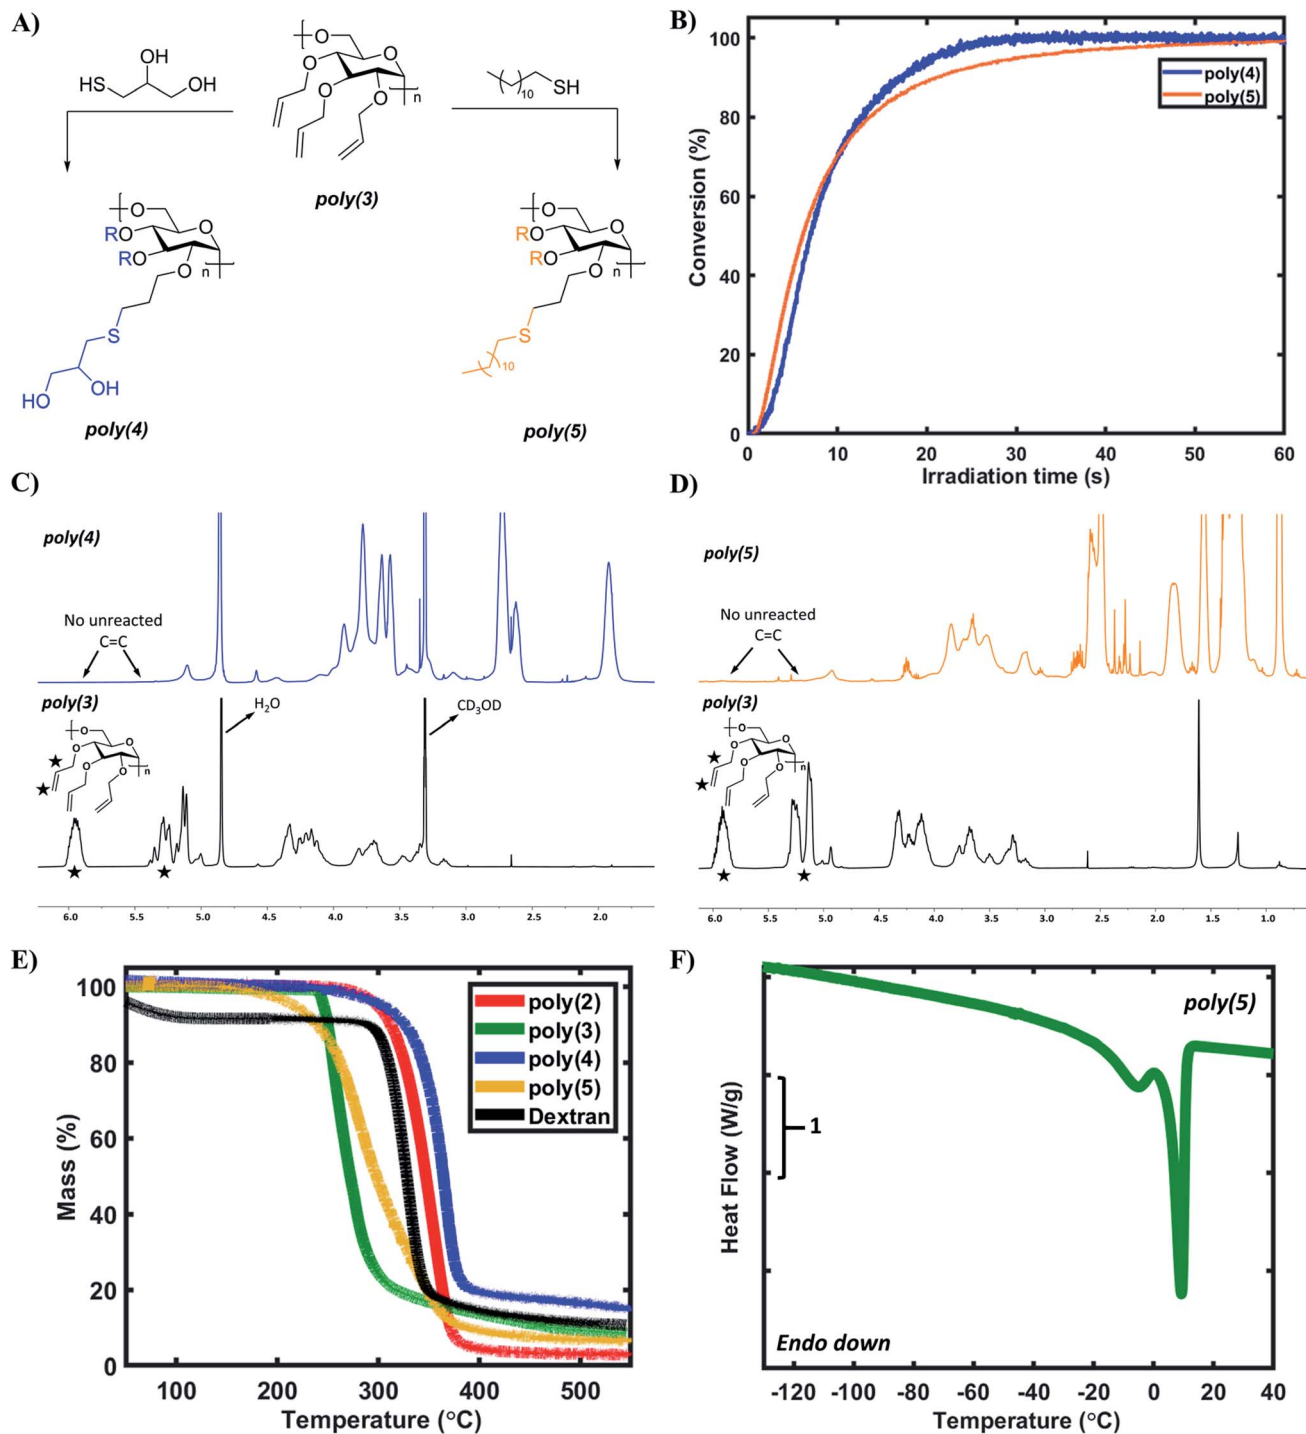 A)
OH
HS
OH
O
O
O
O
O
n
poly(3)
10
SH
O
O
RO
RO
O
n
S
HO
OH
poly(4)
O
O
RO
RO
O
n
S
10
poly(5)
B)
Conversion (%)
100
80
60
40
20
0
poly(4)
poly(5)
0 10 20 30 40 50 60
Irradiation time (s)
C)
poly(4)
No unreacted
C=C
poly(3)
O
O
O
O
O
n
H2O
CD3OD
6.0 5.5 5.0 4.5 4.0 3.5 3.0 2.5 2.0
D)
poly(5)
No unreacted
C=C
poly(3)
O
O
O
O
O
n
6.0 5.5 5.0 4.5 4.0 3.5 3.0 2.5 2.0 1.5 1.0
E)
Mass (%)
100
80
60
40
20
0
poly(2)
poly(3)
poly(4)
poly(5)
Dextran
100 200 300 400 500
Temperature (°C)
F)
poly(5)
Heat Flow (W/g)
1
Endo down
-120 -100 -80 -60 -40 -20 0 20 40
Temperature (°C)